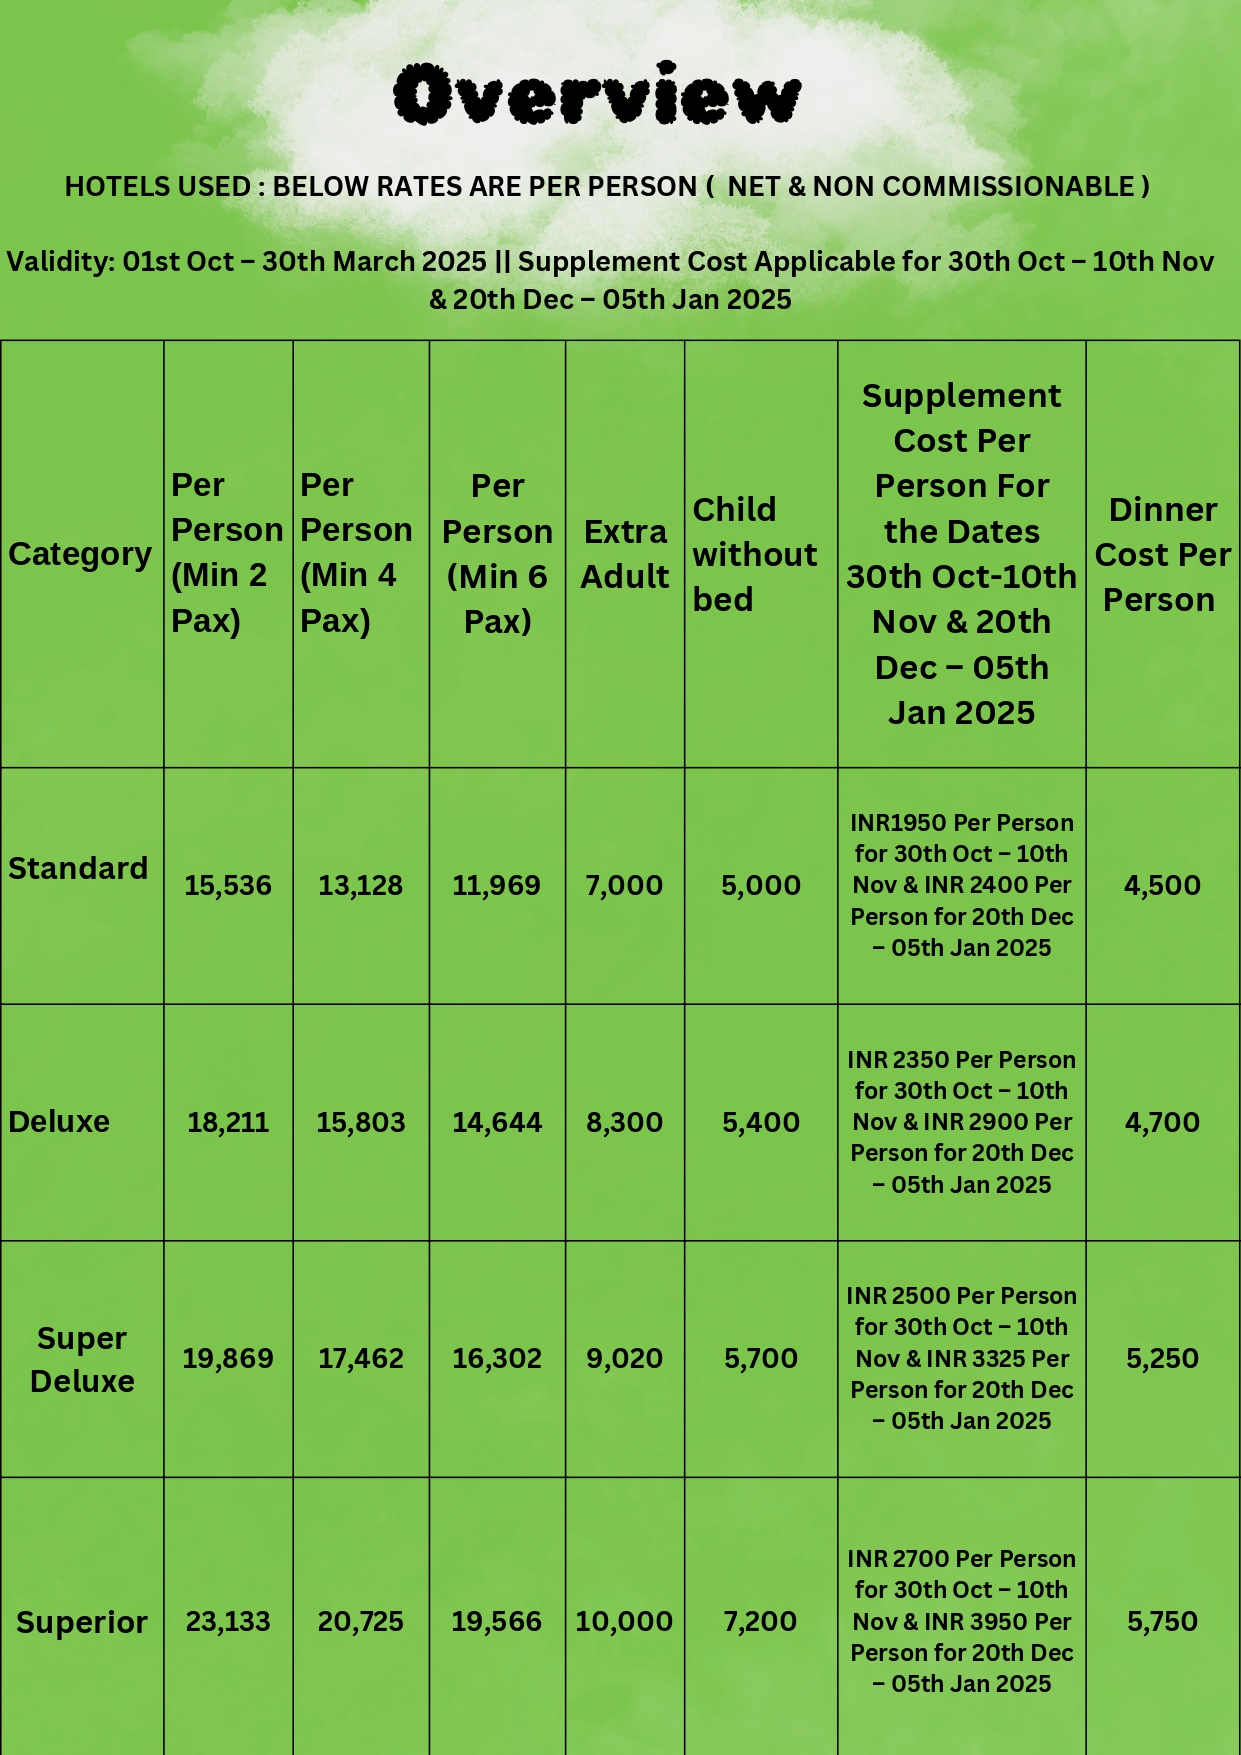 Overview
HOTELS USED : BELOW RATES ARE PER PERSON ( NET & NON COMMISSIONABLE )
Validity: 01st Oct – 30th March 2025 || Supplement Cost Applicable for 30th Oct – 10th Nov
& 20th Dec – 05th Jan 2025
Category
Per
Person
(Min 2
Pax)
Per
Person
(Min 4
Pax)
Per
Person
(Min 6
Pax)
Extra
Adult
Child
without
bed
Supplement
Cost Per
Person For
the Dates
30th Oct-10th
Nov & 20th
Dec – 05th
Jan 2025
Dinner
Cost Per
Person
Standard
15,536
13,128
11,969
7,000
5,000
INR1950 Per Person
for 30th Oct – 10th
Nov & INR 2400 Per
Person for 20th Dec
– 05th Jan 2025
4,500
Deluxe
18,211
15,803
14,644
8,300
5,400
INR 2350 Per Person
for 30th Oct – 10th
Nov & INR 2900 Per
Person for 20th Dec
– 05th Jan 2025
4,700
Super
Deluxe
19,869
17,462
16,302
9,020
5,700
INR 2500 Per Person
for 30th Oct – 10th
Nov & INR 3325 Per
Person for 20th Dec
– 05th Jan 2025
5,250
Superior
23,133
20,725
19,566
10,000
7,200
INR 2700 Per Person
for 30th Oct – 10th
Nov & INR 3950 Per
Person for 20th Dec
– 05th Jan 2025
5,750